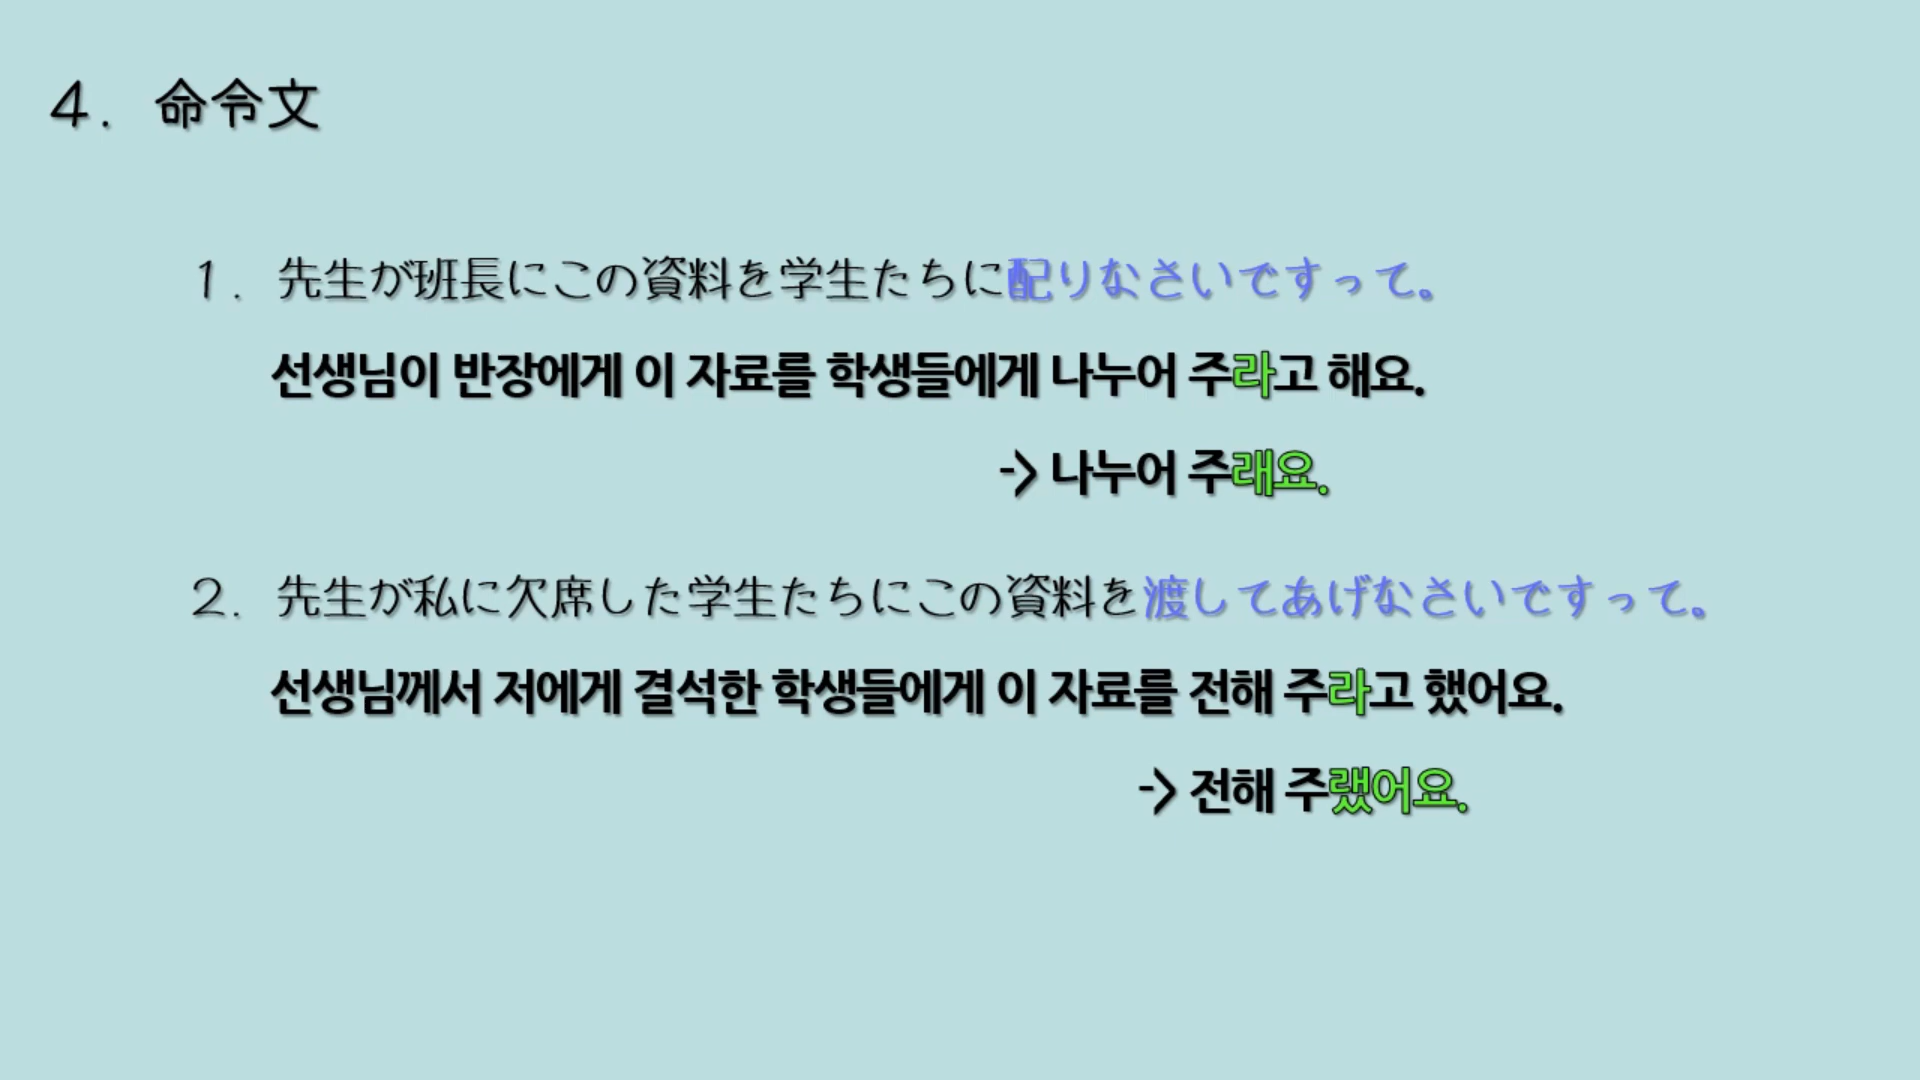 ４．命令文
１．先生が班長にこの資料を学生たちに配りなさいですって。
선생님이 반장에게 이 자료를 학생들에게 나누어 주라고 해요.
-> 나누어 주래요.
２．先生が私に欠席した学生たちにこの資料を渡してあげなさいですって。
선생님께서 저에게 결석한 학생들에게 이 자료를 전해 주라고 했어요.
-> 전해 주랬어요.